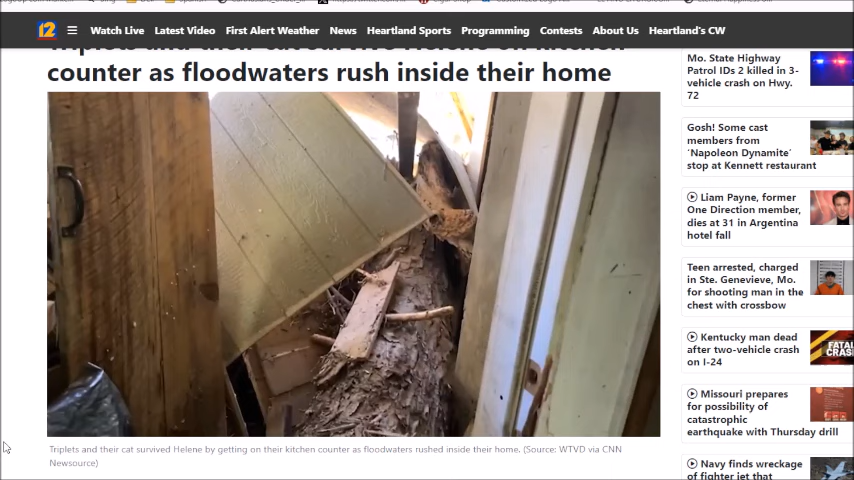 12
Watch Live
Latest Video
First Alert Weather
News
Heartland Sports
Programming
Contests
About Us
Heartland's CW
counter as floodwaters rush inside their home
Triplets and their cat survived Helene by getting on their kitchen counter as floodwaters rushed inside their home. (Source: WTVD via CNN
Newsource)
Mo. State Highway
Patrol IDs 2 killed in 3-
vehicle crash on Hwy.
72
Gosh! Some cast
members from
'Napoleon Dynamite'
stop at Kennett restaurant
Liam Payne, former
One Direction member,
dies at 31 in Argentina
hotel fall
Teen arrested, charged
in Ste. Genevieve, Mo.
for shooting man in the
chest with crossbow
Kentucky man dead
after two-vehicle crash
on I-24
FATAL
Missouri prepares
for possibility of
catastrophic
earthquake with Thursday drill
Navy finds wreckage
of fighter jet that